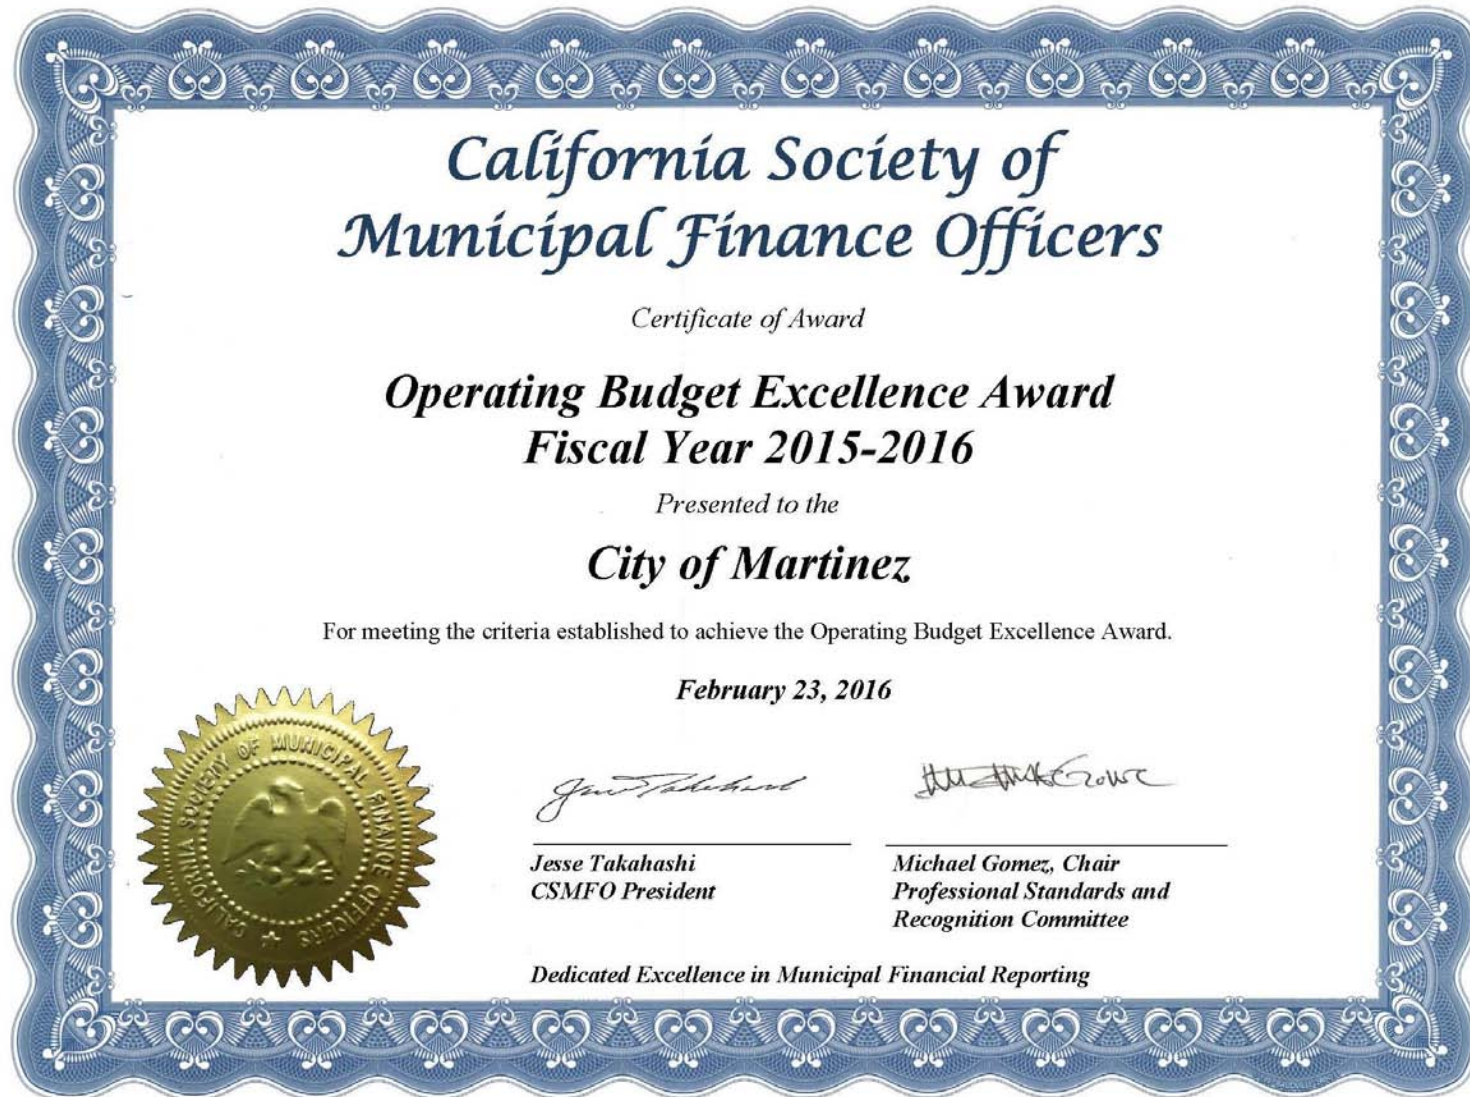 California Society of
Municipal Finance Officers
Certificate of Award
Operating Budget Excellence Award
Fiscal Year 2015-2016
Presented to the
City of Martinez
For meeting the criteria established to achieve the Operating Budget Excellence Award.
February 23, 2016
CALIFORNIA SOCIETY OF MUNICIPAL FINANCE OFFICERS
Jesse Takahashi
CSMFO President
Michael Gomez, Chair
Professional Standards and
Recognition Committee
Dedicated Excellence in Municipal Financial Reporting